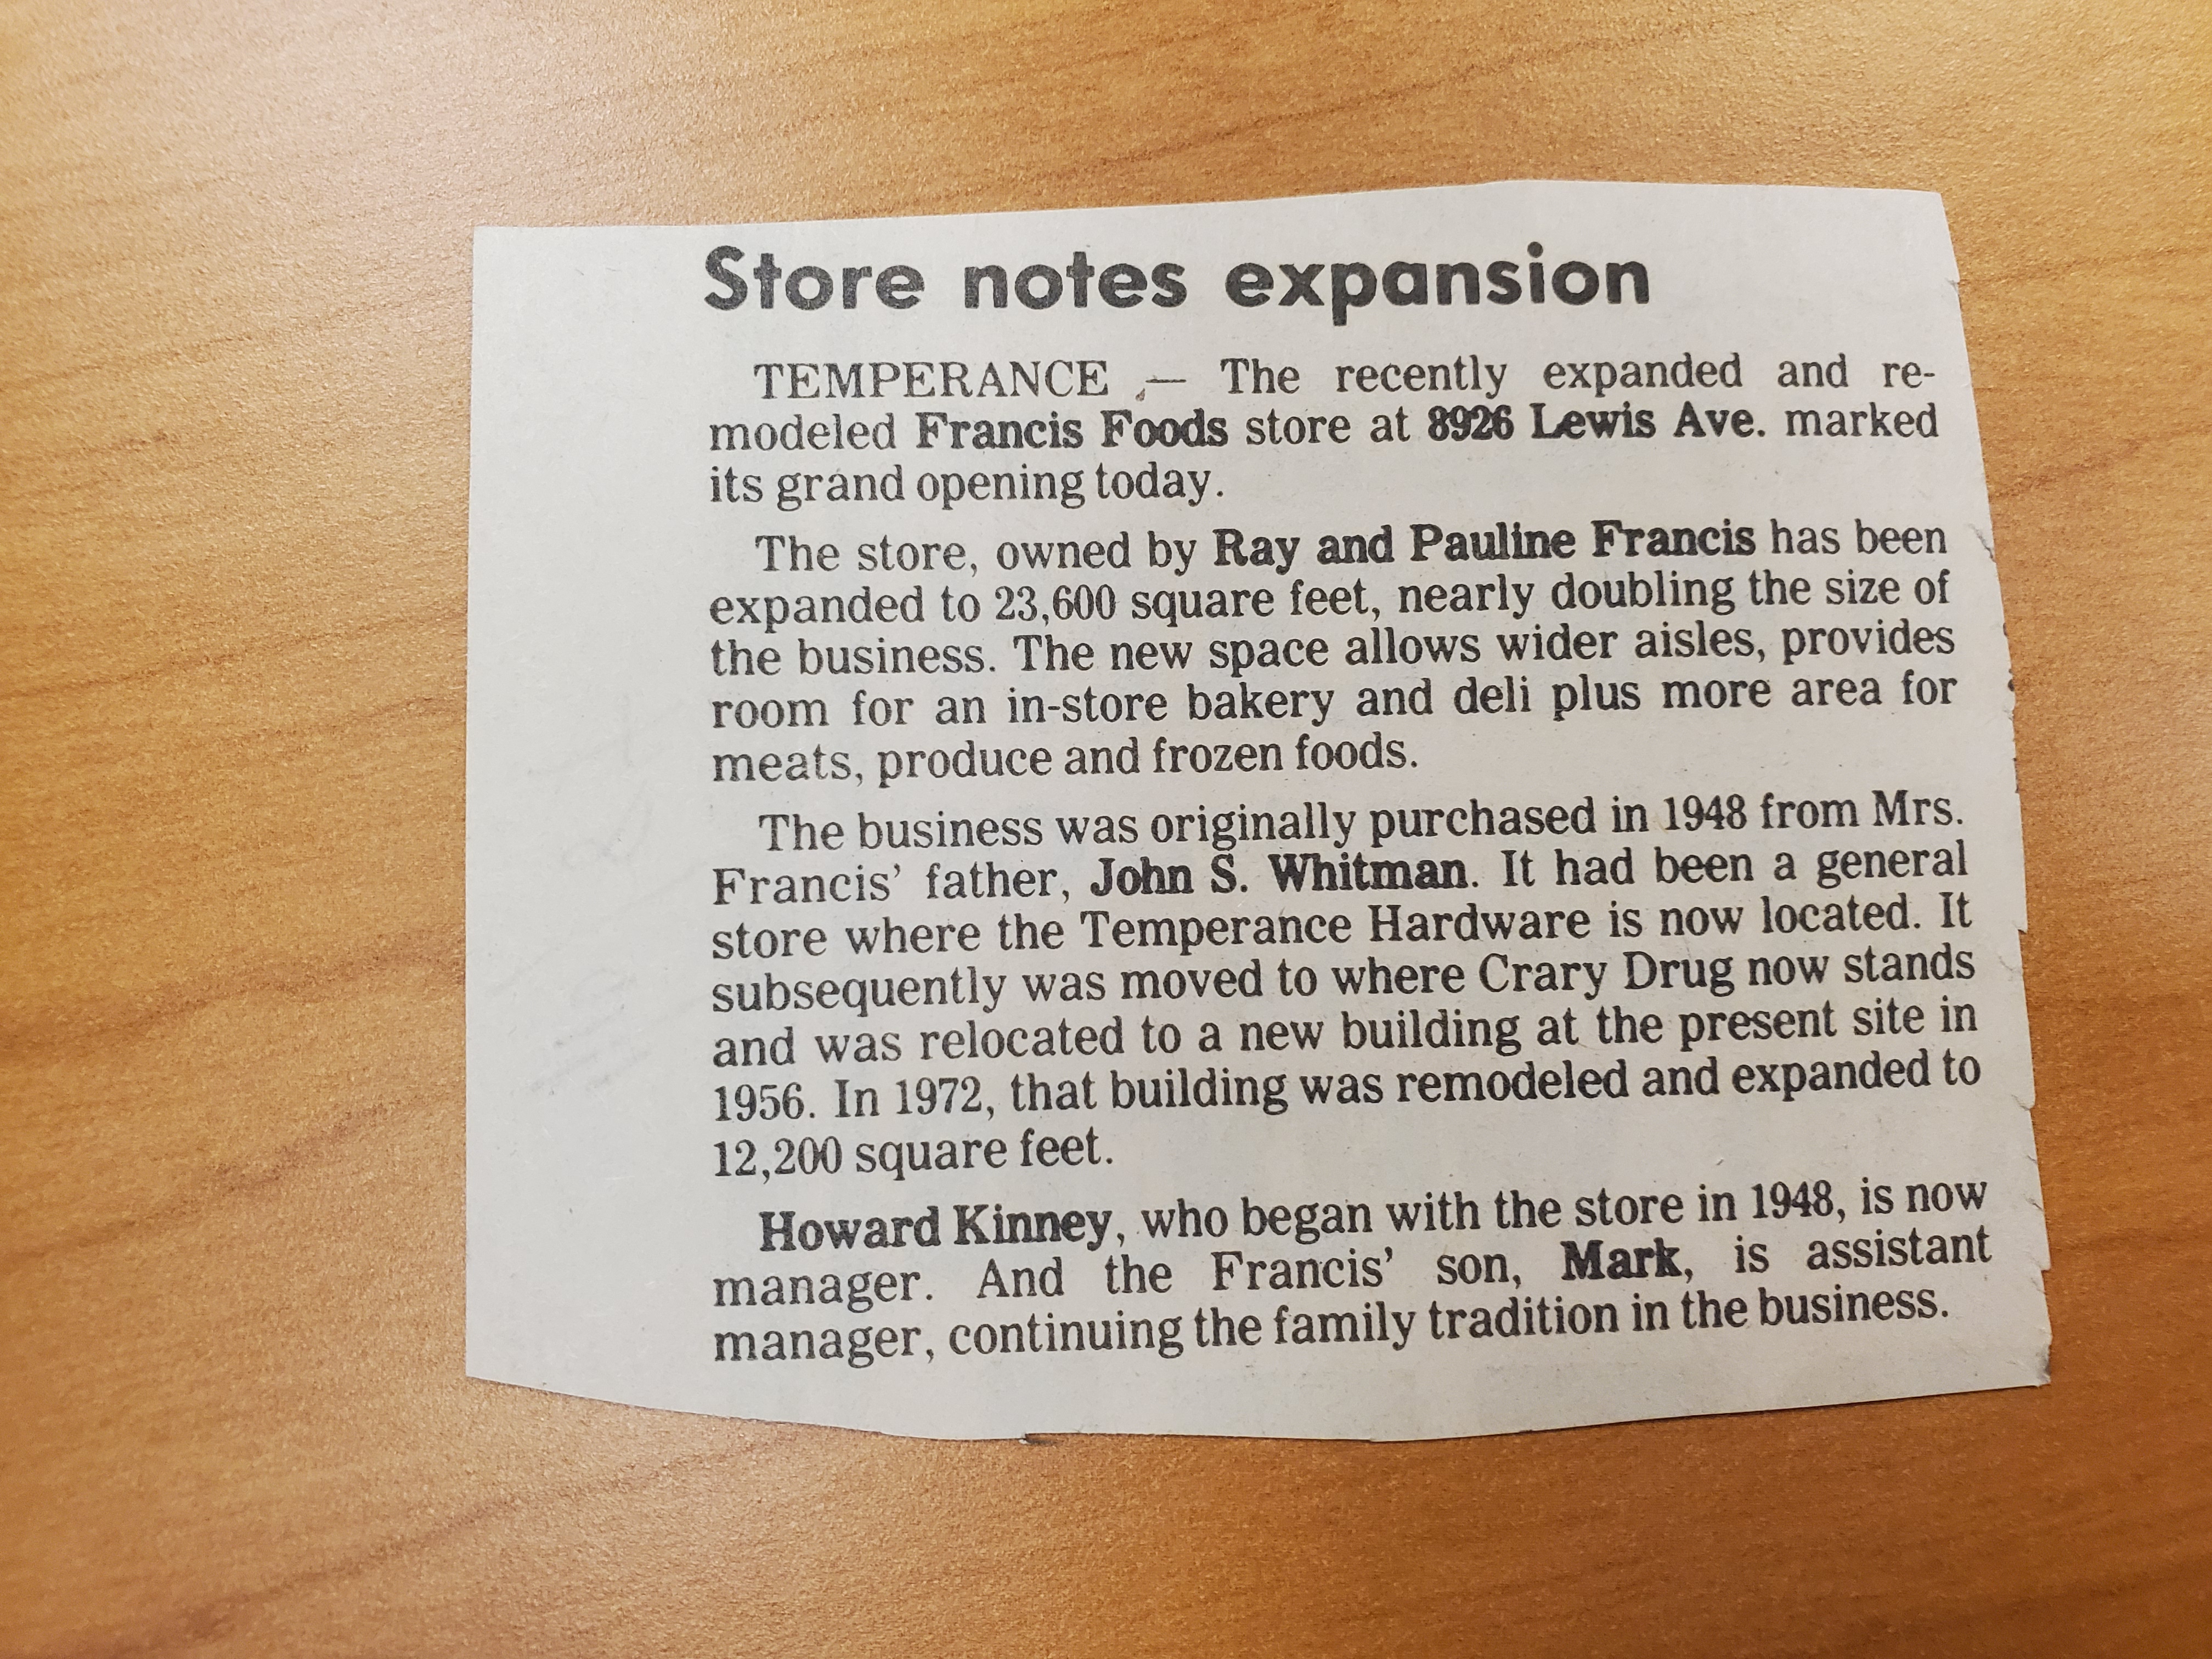 Store notes expansion
TEMPERANCE — The recently expanded and re-
modeled Francis Foods store at 8926 Lewis Ave. marked
its grand opening today.
The store, owned by Ray and Pauline Francis has been
expanded to 23,600 square feet, nearly doubling the size of
the business. The new space allows wider aisles, provides
room for an in-store bakery and deli plus more area for
meats, produce and frozen foods.
The business was originally purchased in 1948 from Mrs.
Francis' father, John S. Whitman. It had been a general
store where the Temperance Hardware is now located. It
subsequently was moved to where Crary Drug now stands
and was relocated to a new building at the present site in
1956. In 1972, that building was remodeled and expanded to
12,200 square feet.
Howard Kinney, who began with the store in 1948, is now
manager. And the Francis' son, Mark, is assistant
manager, continuing the family tradition in the business.